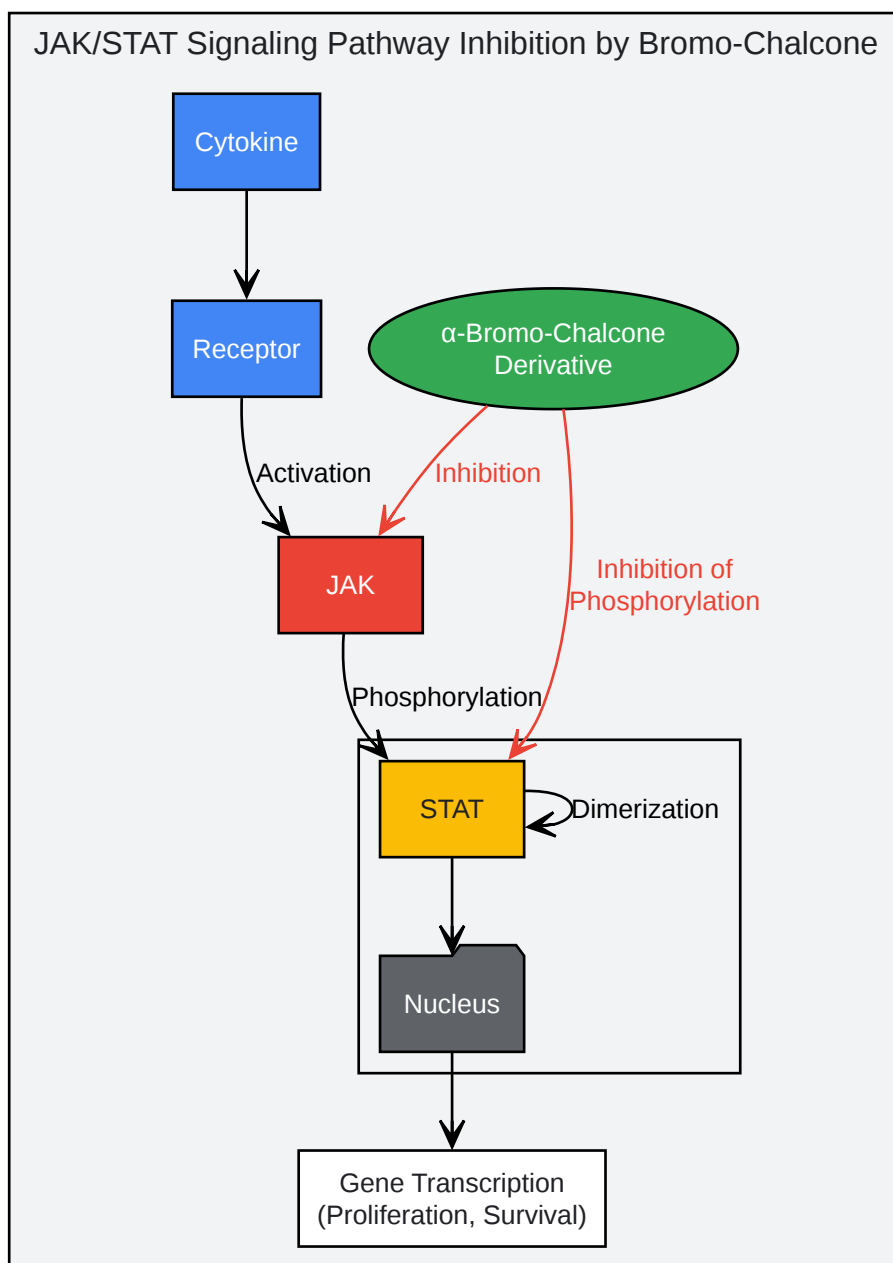 JAK/STAT Signaling Pathway Inhibition by Bromo-Chalcone
Cytokine
Receptor
α-Bromo-Chalcone
Derivative
Activation
Inhibition
JAK
Inhibition of
Phosphorylation
Phosphorylation
STAT
Dimerization
Nucleus
Gene Transcription
(Proliferation, Survival)